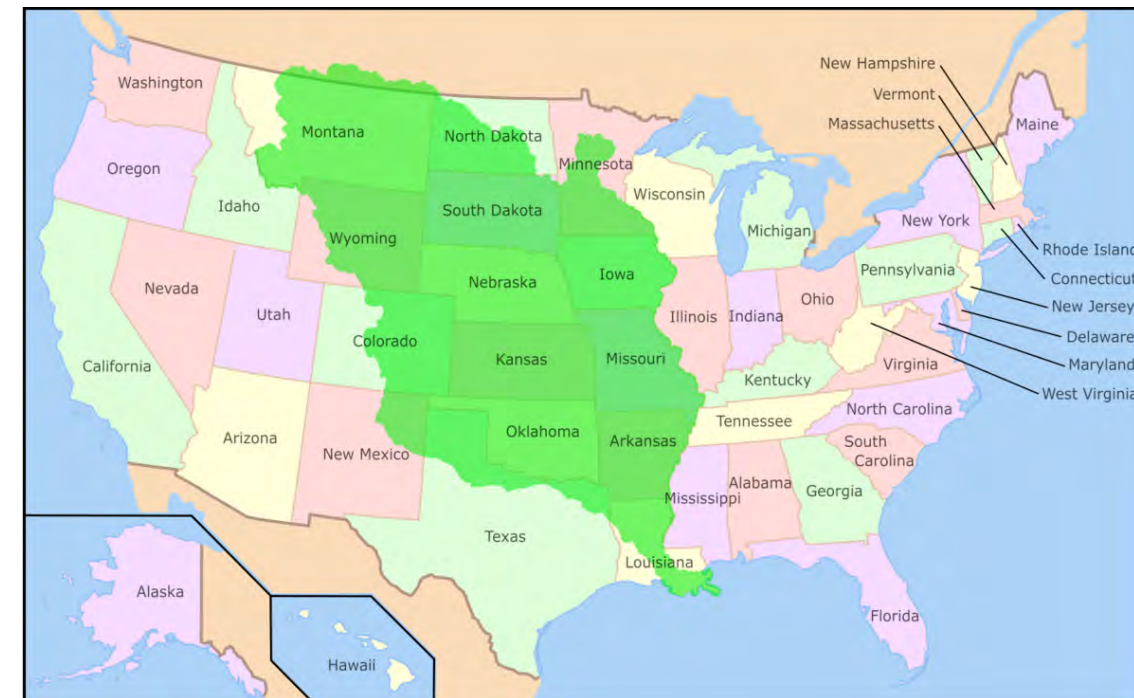 New Hampshire
Washington
Vermont
Massachusetts
Maine
Montana
North Dakota
Minnesota
Oregon
Wisconsin
Idaho
South Dakota
New York
Michigan
Wyoming
Rhode Island
Pennsylvania
Iowa
Connecticut
Nebraska
Nevada
Ohio
New Jersey
Utah
Illinois
Indiana
Delaware
Colorado
Kansas
Missouri
Virginia
Maryland
California
Kentucky
West Virginia
North Carolina
Tennessee
Oklahoma
Arizona
Arkansas
South
Carolina
New Mexico
Alabama
Georgia
Mississippi
Texas
Louisiana
Alaska
Florida
Hawaii